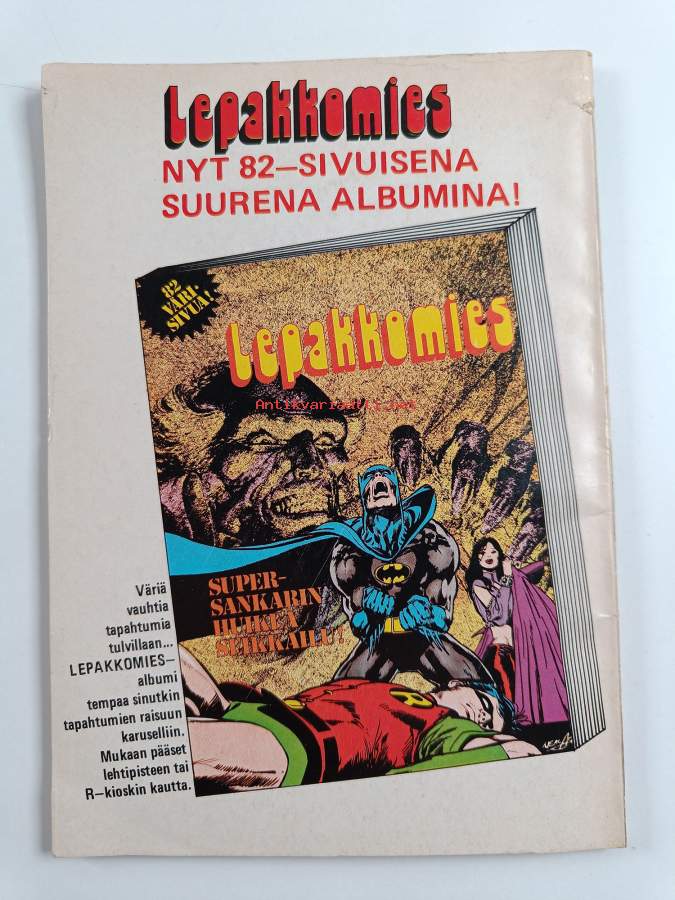 Lepakkomies
NYT 82–SIVUISENA
SUURENA ALBUMINA!
82
VÄRI-
SIVUA!
Lepakkomies
Antikvariaatti.net
SUPER-
SANKARIN
HUIKEA
SEIKKAILU!
Väriä
vauhtia
tapahtumia
tulvillaan...
LEPAKKOMIES–
albumi
tempaa sinutkin
tapahtumien raisuun
karuselliin.
Mukaan pääset
lehtipisteen tai
R–kioskin kautta.